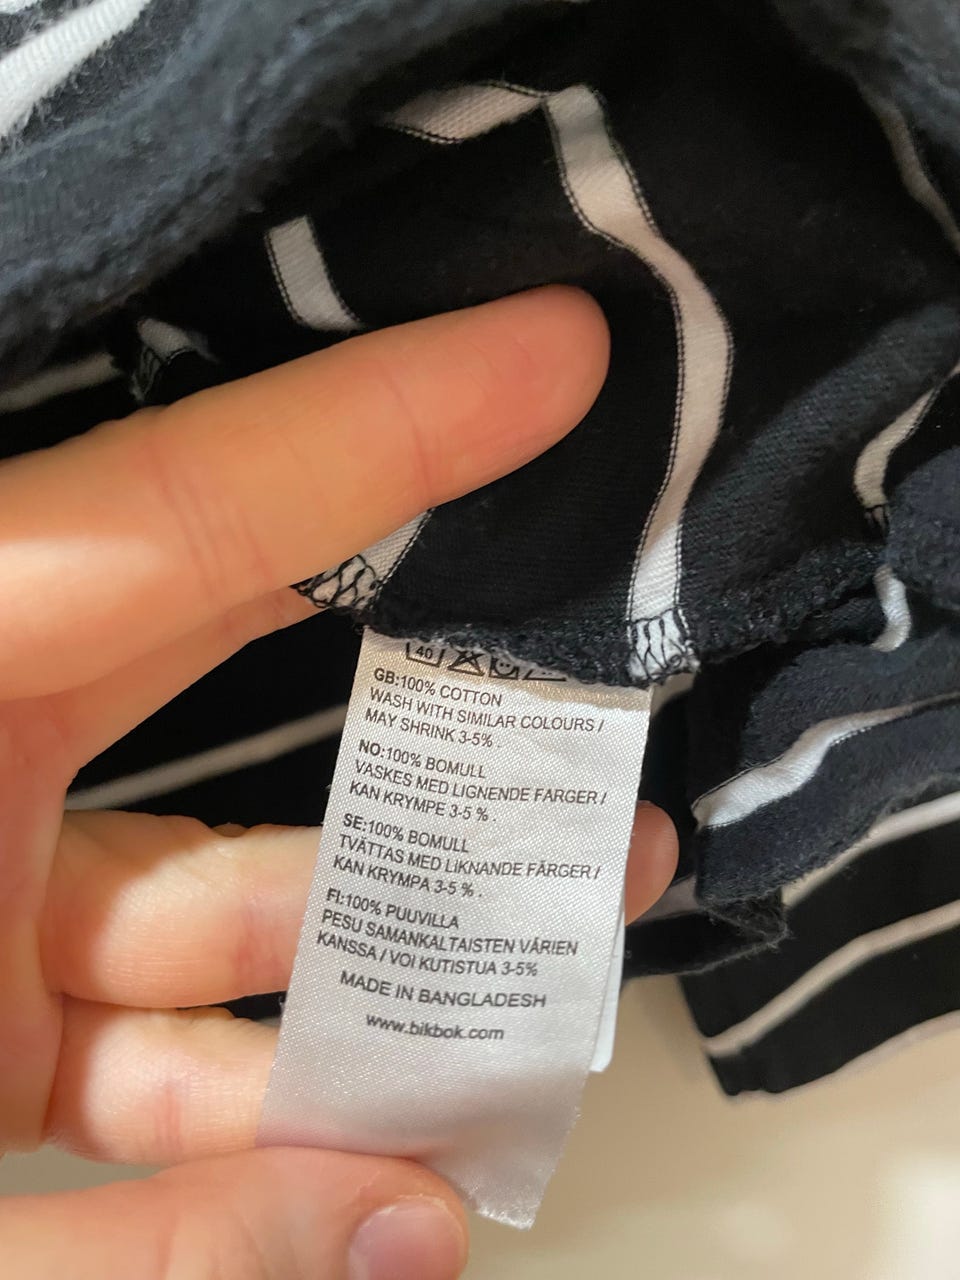 40
GB:100% COTTON
WASH WITH SIMILAR COLOURS /
MAY SHRINK 3-5% .
NO:100% BOMULL
VASKES MED LIGNENDE FARGER /
KAN KRYMPE 3-5 % .
SE:100% BOMULL
TVÄTTAS MED LIKNANDE FÄRGER /
KAN KRYMPA 3-5 % .
FI:100% PUUVILLA
PESU SAMANKALTAISTEN VÄRIEN
KANSSA / VOI KUTISTUA 3-5%
MADE IN BANGLADESH
www.bikbok.com